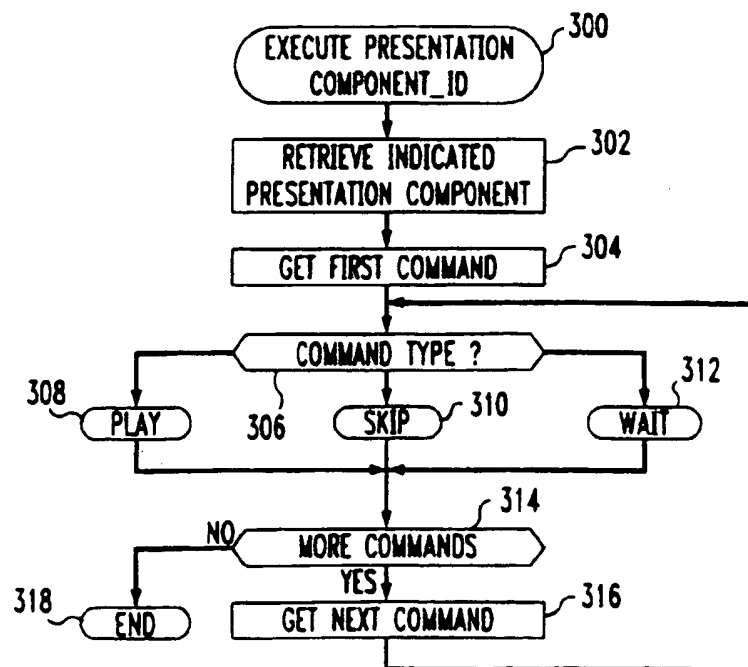 300
EXECUTE PRESENTATION
COMPONENT_ID
302
RETRIEVE INDICATED
PRESENTATION COMPONENT
304
GET FIRST COMMAND
COMMAND TYPE ?
306
308
PLAY
310
SKIP
312
WAIT
314
MORE COMMANDS
NO
YES
316
GET NEXT COMMAND
318
END